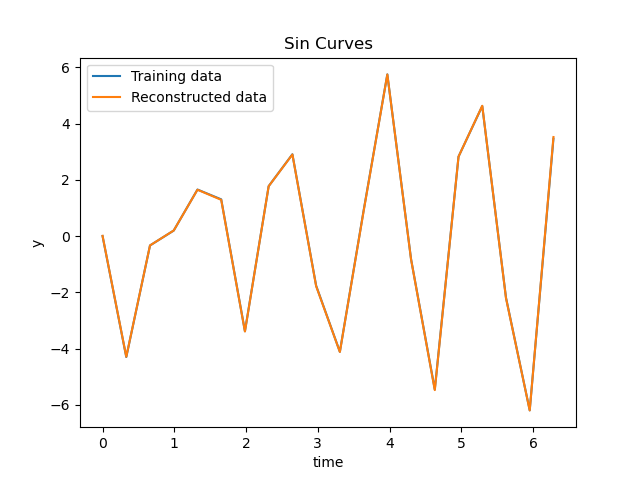 Sin Curves
Training data
Reconstructed data
6
4
2
0
−2
−4
−6
y
0 1 2 3 4 5 6
time